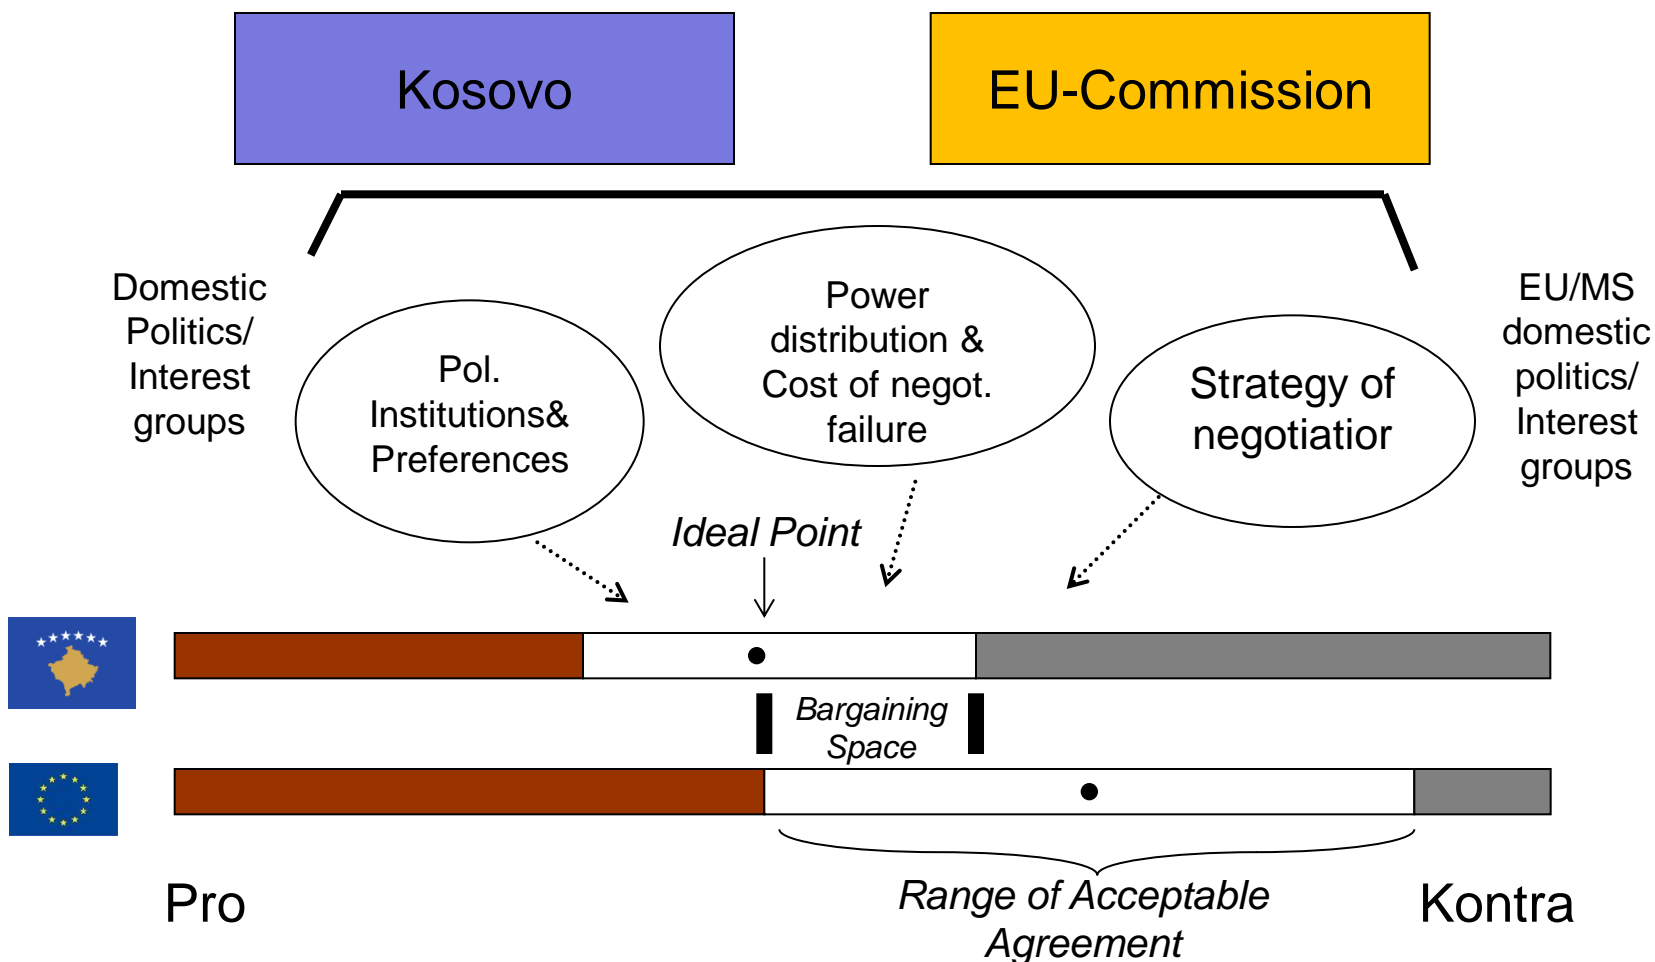 Kosovo
EU-Commission
Domestic
Politics/
Interest
groups
Pol.
Institutions&
Preferences
Power
distribution &
Cost of negot.
failure
Strategy of
negotiatior
EU/MS
domestic
politics/
Interest
groups
Ideal Point
Bargaining
Space
Pro
Range of Acceptable
Agreement
Kontra